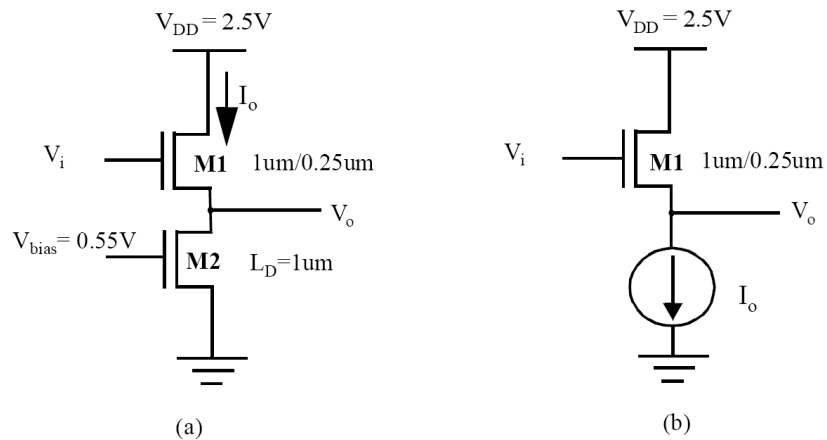 V_DD = 2.5V
I_o
V_i
M1
1um/0.25um
V_o
V_bias= 0.55V
M2
L_D=1um
(a)
V_DD = 2.5V
V_i
M1
1um/0.25um
V_o
I_o
(b)